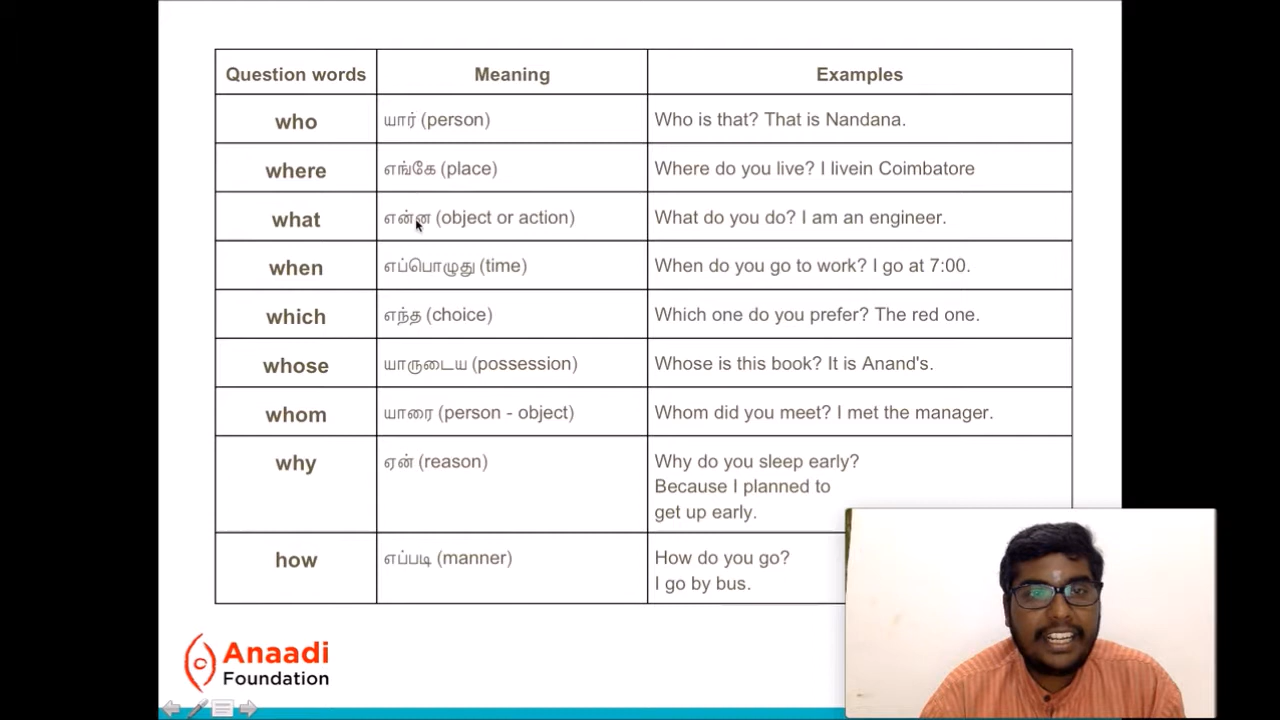 Question words Meaning Examples
who யார் (person) Who is that? That is Nandana.
where எங்கே (place) Where do you live? I livein Coimbatore
what என்ன (object or action) What do you do? I am an engineer.
when எப்பொழுது (time) When do you go to work? I go at 7:00.
which எந்த (choice) Which one do you prefer? The red one.
whose யாருடைய (possession) Whose is this book? It is Anand's.
whom யாரை (person - object) Whom did you meet? I met the manager.
why ஏன் (reason) Why do you sleep early?
Because I planned to
get up early.
how எப்படி (manner) How do you go?
I go by bus.
Anaadi
Foundation